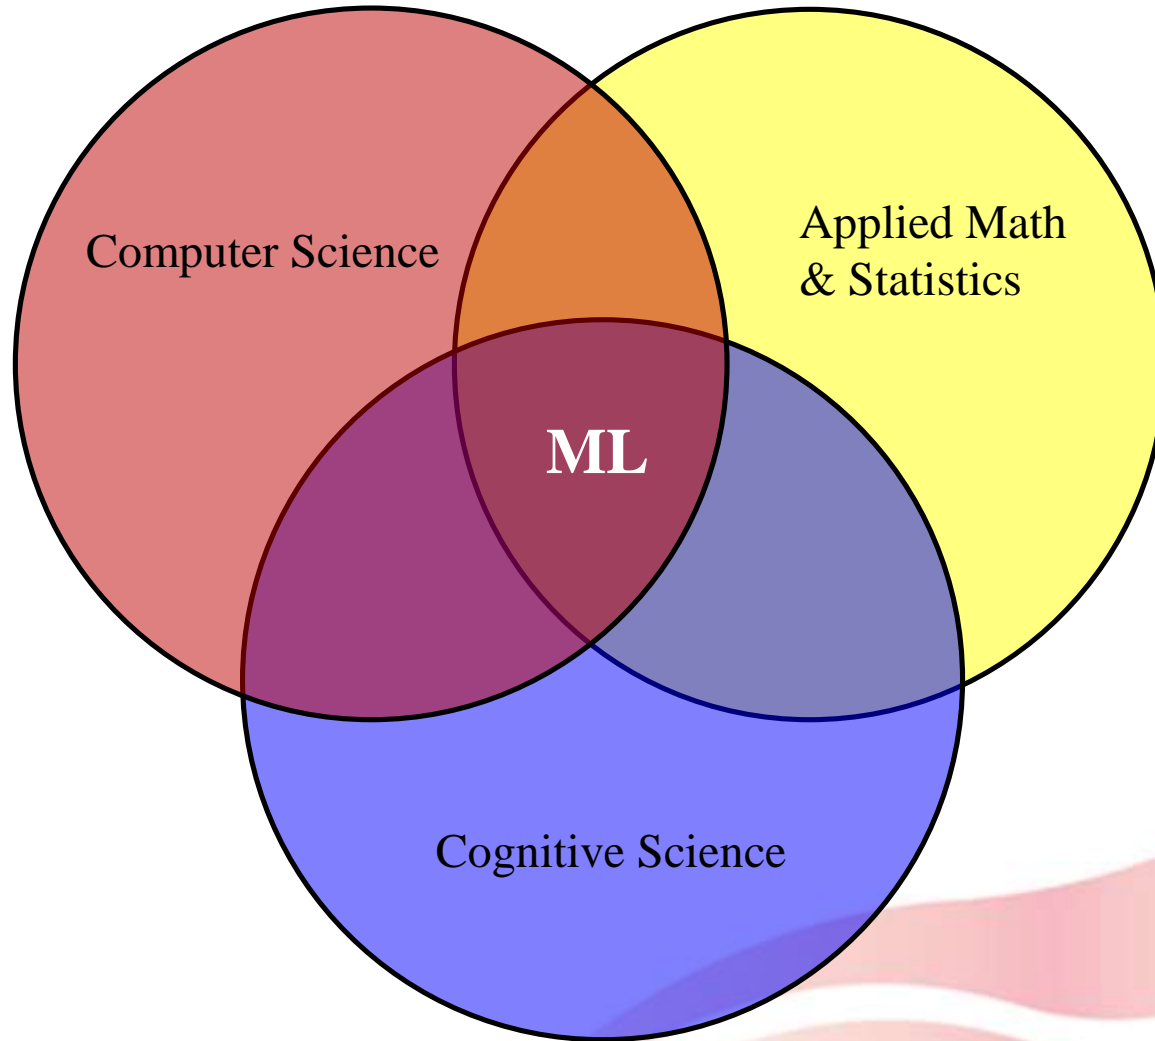 Computer Science
Applied Math
& Statistics
ML
Cognitive Science